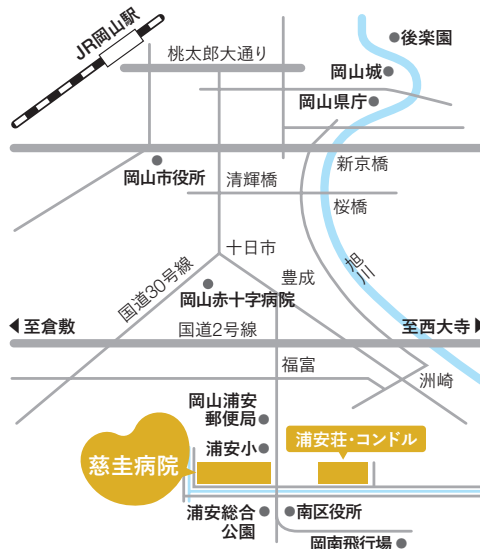 JR岡山駅
桃太郎大通り
後楽園
岡山城
岡山県庁
新京橋
岡山市役所
清輝橋
桜橋
十日市
旭川
国道30号線
豊成
岡山赤十字病院
至倉敷
国道2号線
至西大寺
福富
洲崎
岡山浦安
郵便局
浦安荘・コンドル
浦安小
慈圭病院
浦安総合
公園
南区役所
岡南飛行場